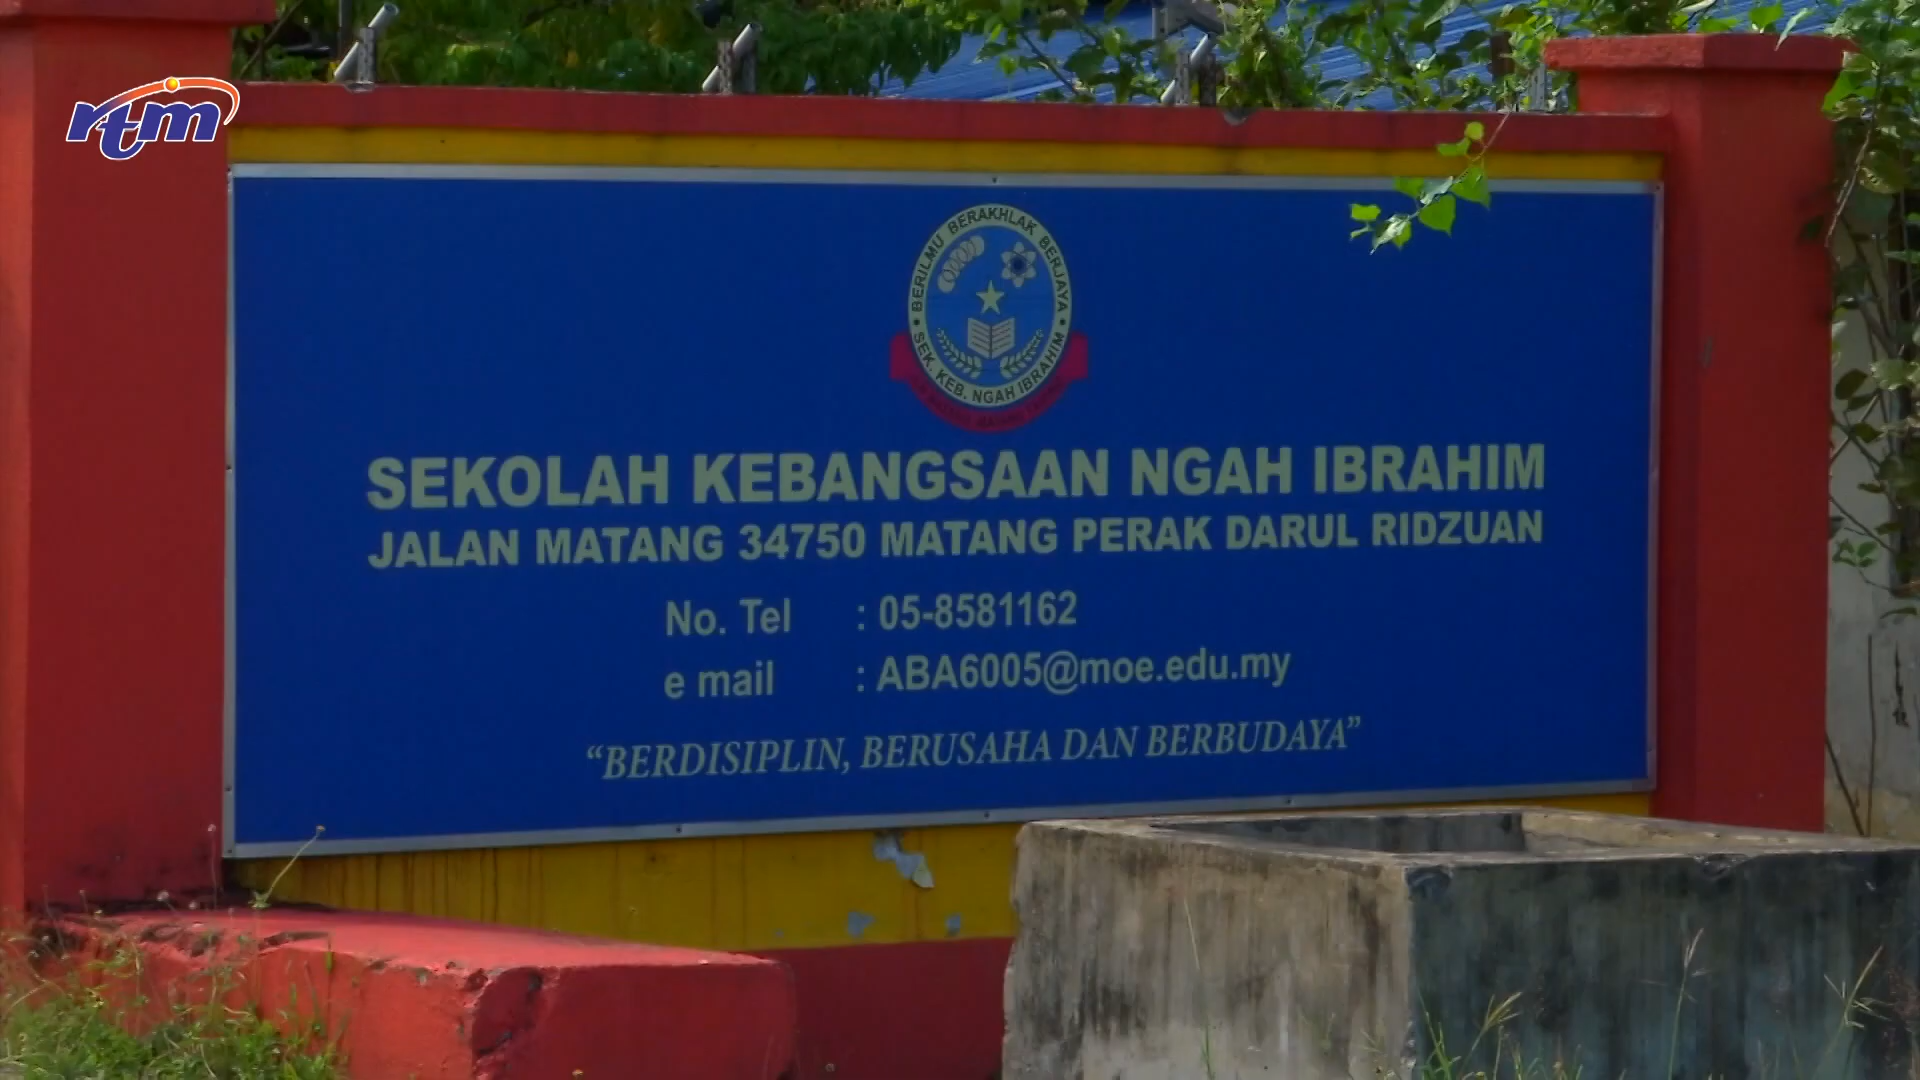 rtm
BERILMU BERAKHLAK BERJAYA
SEK. KEB. NGAH IBRAHIM
SEKOLAH KEBANGSAAN NGAH IBRAHIM
JALAN MATANG 34750 MATANG PERAK DARUL RIDZUAN
No. Tel : 05-8581162
e mail : ABA6005@moe.edu.my
“BERDISIPLIN, BERUSAHA DAN BERBUDAYA”